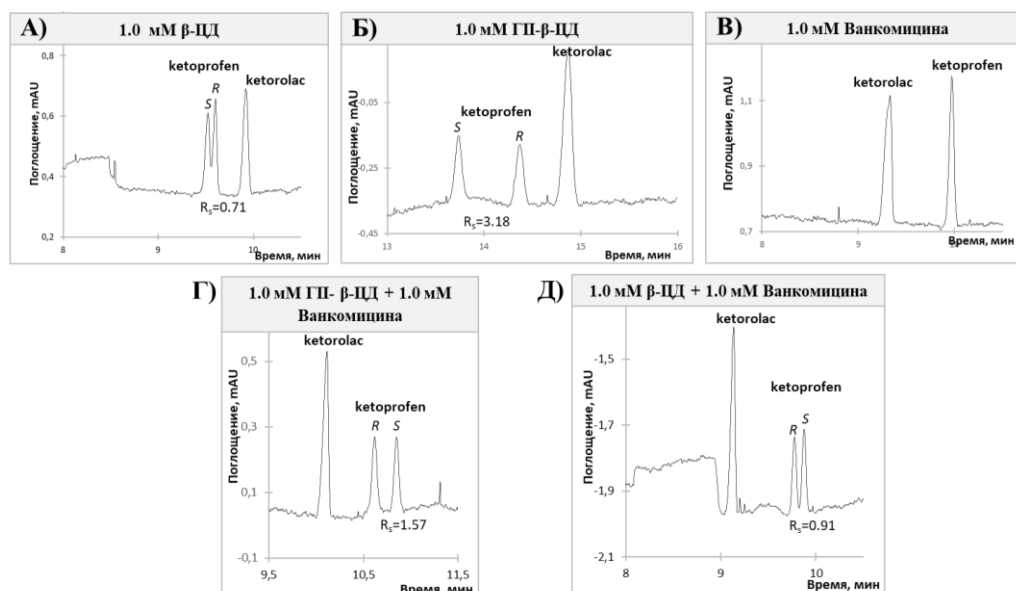 А)
1.0 мМ β-ЦД
Поглощение, mAU
0,8
0,6
0,4
0,2
ketoprofen
S R
ketorolac
Rs=0.71
8 9 10
Время, мин
Б)
1.0 мМ ГП-β-ЦД
Поглощение, mAU
-0,05
-0,25
-0,45
ketorolac
ketoprofen
S R
Rs=3.18
13 14 15 16
Время, мин
В)
1.0 мМ Ванкомицина
Поглощение, mAU
1,1
0,9
0,7
ketorolac
ketoprofen
8 9 10
Время, мин
Г)
1.0 мМ ГП- β-ЦД + 1.0 мМ
Ванкомицина
Поглощение, mAU
0,5
0,3
0,1
-0,1
ketorolac
ketoprofen
R S
Rs=1.57
9,5 10,5 11,5
Время, мин
Д)
1.0 мМ β-ЦД + 1.0 мМ Ванкомицина
Поглощение, mAU
-1,5
-1,7
-1,9
-2,1
ketorolac
ketoprofen
R S
Rs=0.91
8 9 10
Время, мин